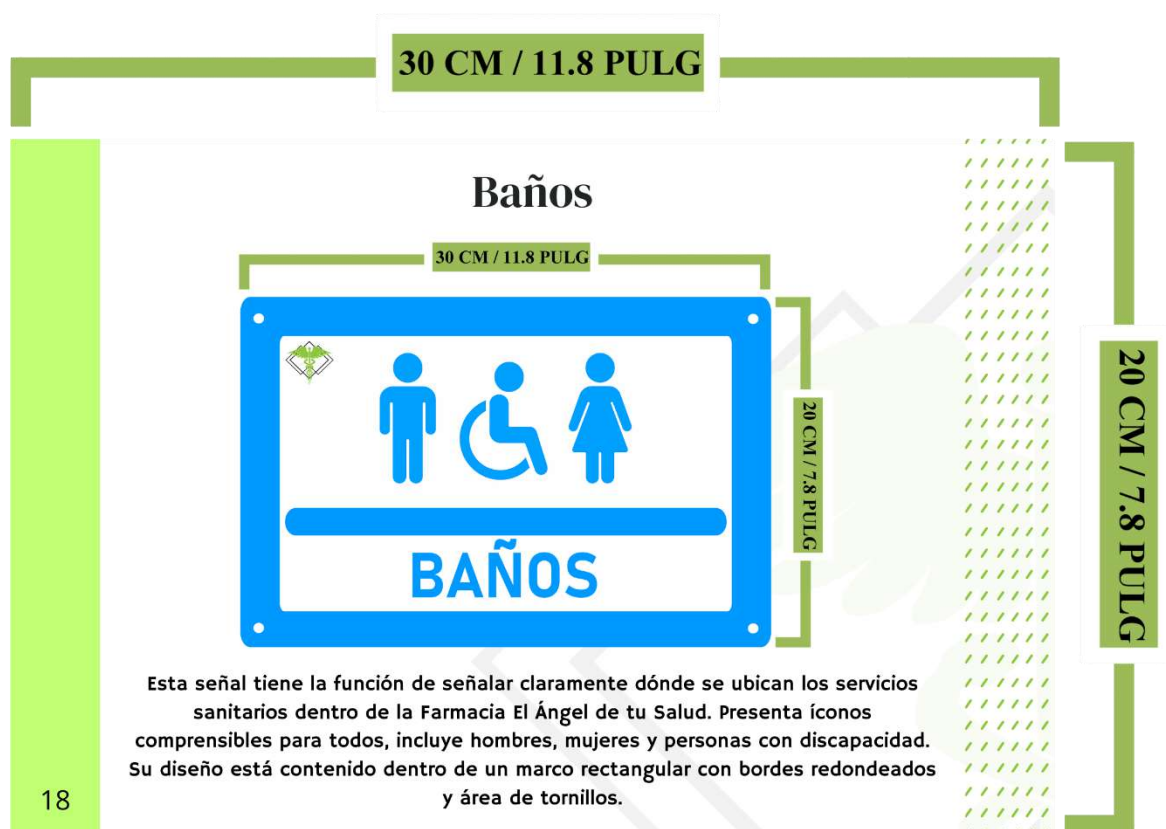 30 CM / 11.8 PULG
Baños
30 CM / 11.8 PULG
20 CM / 7.8 PULG
20 CM / 7.8 PULG
BAÑOS
Esta señal tiene la función de señalar claramente dónde se ubican los servicios
sanitarios dentro de la Farmacia El Ángel de tu Salud. Presenta íconos
comprensibles para todos, incluye hombres, mujeres y personas con discapacidad.
Su diseño está contenido dentro de un marco rectangular con bordes redondeados
y área de tornillos.
18